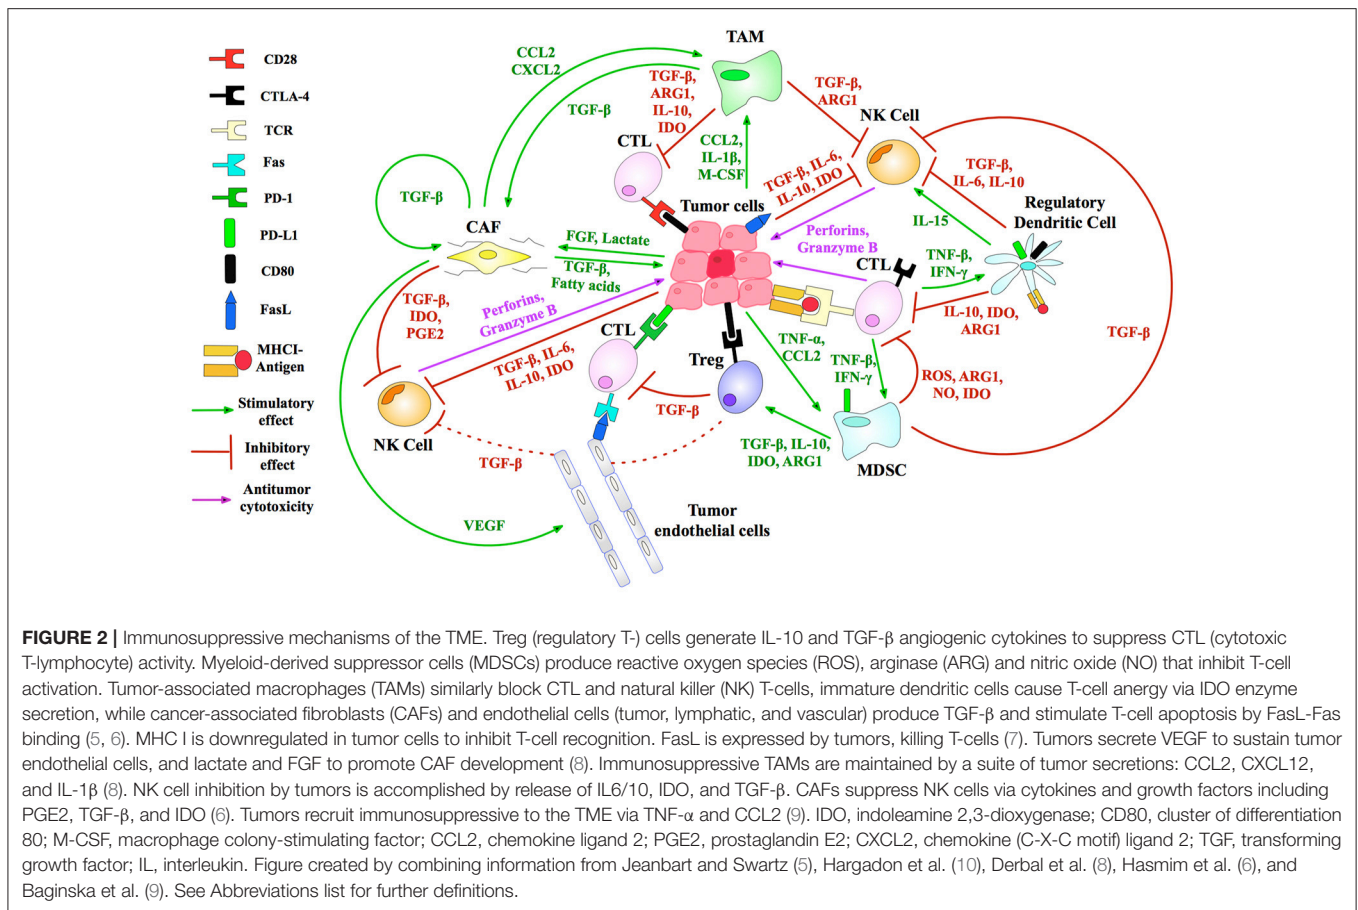 CD28
CTLA-4
TCR
Fas
PD-1
PD-L1
CD80
FasL
MHCI-
Antigen
Stimulatory
effect
Inhibitory
effect
Antitumor
cytotoxicity
TAM
CCL2
CXCL2
TGF-β
TGF-β,
ARG1,
IL-10,
IDO
CTL
CCL2,
IL-1β,
M-CSF
TGF-β,
ARG1
NK Cell
TGF-β, IL-6,
IL-10, IDO
TGF-β,
IL-6, IL-10
Regulatory
Dendritic Cell
IL-15
TGF-β
CAF
Tumor cells
FGF, Lactate
TGF-β,
Fatty acids
Perforins,
Granzyme B
CTL
TNF-β,
IFN-γ
IL-10, IDO,
ARG1
TGF-β
TGF-β,
IDO,
PGE2
Perforins,
Granzyme B
TGF-β, IL-6,
IL-10, IDO
CTL
Treg
TNF-α,
CCL2
TNF-β,
IFN-γ
ROS, ARG1,
NO, IDO
TGF-β
NK Cell
TGF-β
TGF-β, IL-10,
IDO, ARG1
MDSC
VEGF
Tumor
endothelial cells
FIGURE 2 | Immunosuppressive mechanisms of the TME. Treg (regulatory T-) cells generate IL-10 and TGF-β angiogenic cytokines to suppress CTL (cytotoxic
T-lymphocyte) activity. Myeloid-derived suppressor cells (MDSCs) produce reactive oxygen species (ROS), arginase (ARG) and nitric oxide (NO) that inhibit T-cell
activation. Tumor-associated macrophages (TAMs) similarly block CTL and natural killer (NK) T-cells, immature dendritic cells cause T-cell anergy via IDO enzyme
secretion, while cancer-associated fibroblasts (CAFs) and endothelial cells (tumor, lymphatic, and vascular) produce TGF-β and stimulate T-cell apoptosis by FasL-Fas
binding (5, 6). MHC I is downregulated in tumor cells to inhibit T-cell recognition. FasL is expressed by tumors, killing T-cells (7). Tumors secrete VEGF to sustain tumor
endothelial cells, and lactate and FGF to promote CAF development (8). Immunosuppressive TAMs are maintained by a suite of tumor secretions: CCL2, CXCL12,
and IL-1β (8). NK cell inhibition by tumors is accomplished by release of IL6/10, IDO, and TGF-β. CAFs suppress NK cells via cytokines and growth factors including
PGE2, TGF-β, and IDO (6). Tumors recruit immunosuppressive to the TME via TNF-α and CCL2 (9). IDO, indoleamine 2,3-dioxygenase; CD80, cluster of differentiation
80; M-CSF, macrophage colony-stimulating factor; CCL2, chemokine ligand 2; PGE2, prostaglandin E2; CXCL2, chemokine (C-X-C motif) ligand 2; TGF, transforming
growth factor; IL, interleukin. Figure created by combining information from Jeanbart and Swartz (5), Hargadon et al. (10), Derbal et al. (8), Hasmim et al. (6), and
Baginska et al. (9). See Abbreviations list for further definitions.